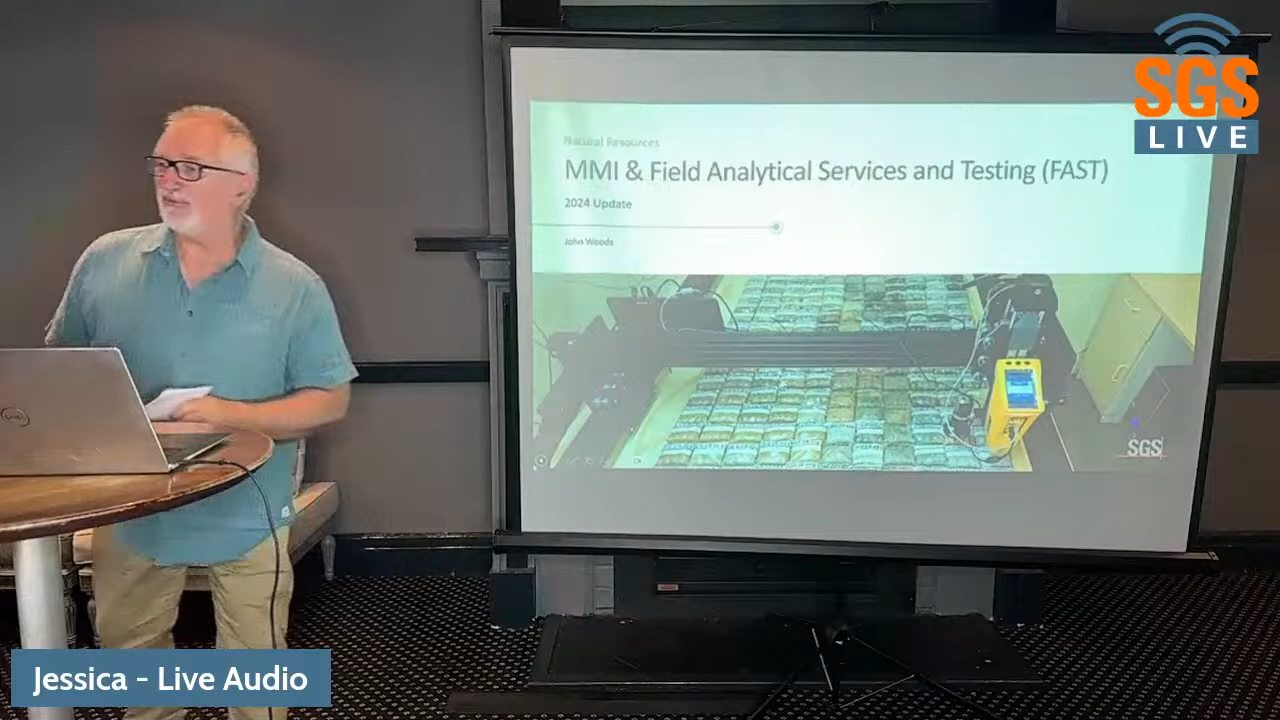 SGS
LIVE
Natural Resources
MMI & Field Analytical Services and Testing (FAST)
2024 Update
John Woods
SGS
DELL
Jessica - Live Audio